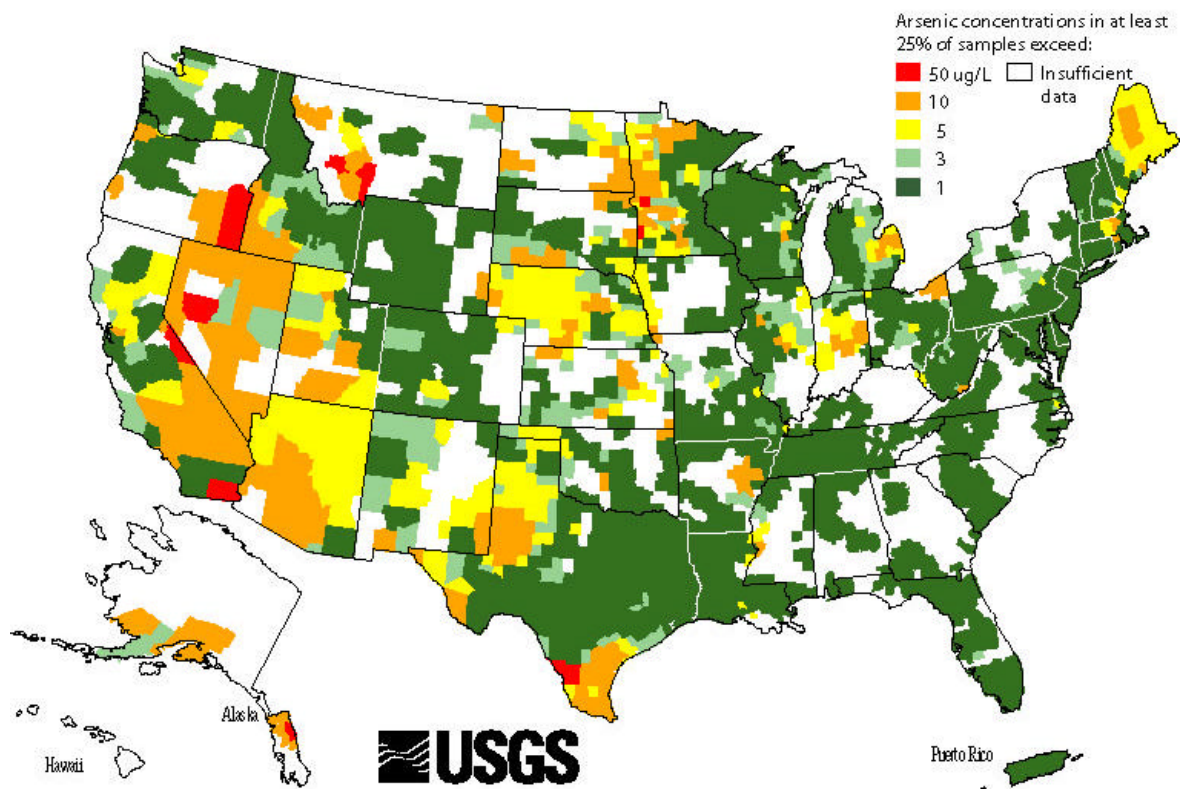 Arsenic concentrations in at least
25% of samples exceed:
50 ug/L
Insufficient
data
10
5
3
1
Alaska
Hawaii
USGS
Puerto Rico